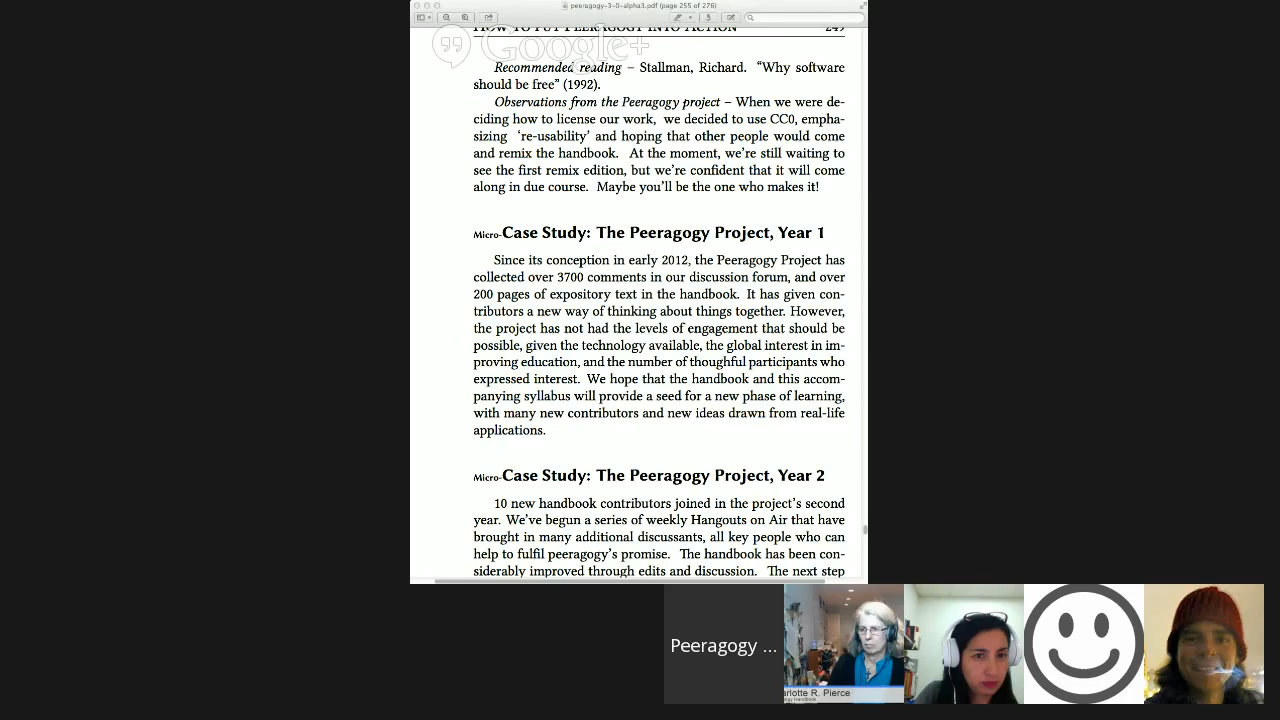 peeragogy-3-0-alpha3.pdf (page 255 of 276)
HOW TO PUT PEERAGOGY INTO ACTION 249
Google+
Recommended reading – Stallman, Richard. “Why software
should be free” (1992).
Observations from the Peeragogy project – When we were de-
ciding how to license our work, we decided to use CC0, empha-
sizing ‘re-usability’ and hoping that other people would come
and remix the handbook. At the moment, we’re still waiting to
see the first remix edition, but we’re confident that it will come
along in due course. Maybe you’ll be the one who makes it!
Micro-Case Study: The Peeragogy Project, Year 1
Since its conception in early 2012, the Peeragogy Project has
collected over 3700 comments in our discussion forum, and over
200 pages of expository text in the handbook. It has given con-
tributors a new way of thinking about things together. However,
the project has not had the levels of engagement that should be
possible, given the technology available, the global interest in im-
proving education, and the number of thoughtful participants who
expressed interest. We hope that the handbook and this accom-
panying syllabus will provide a seed for a new phase of learning,
with many new contributors and new ideas drawn from real-life
applications.
Micro-Case Study: The Peeragogy Project, Year 2
10 new handbook contributors joined in the project’s second
year. We’ve begun a series of weekly Hangouts on Air that have
brought in many additional discussants, all key people who can
help to fulfil peeragogy’s promise. The handbook has been con-
siderably improved through edits and discussion. The next step
Peeragogy ...
arlotte R. Pierce